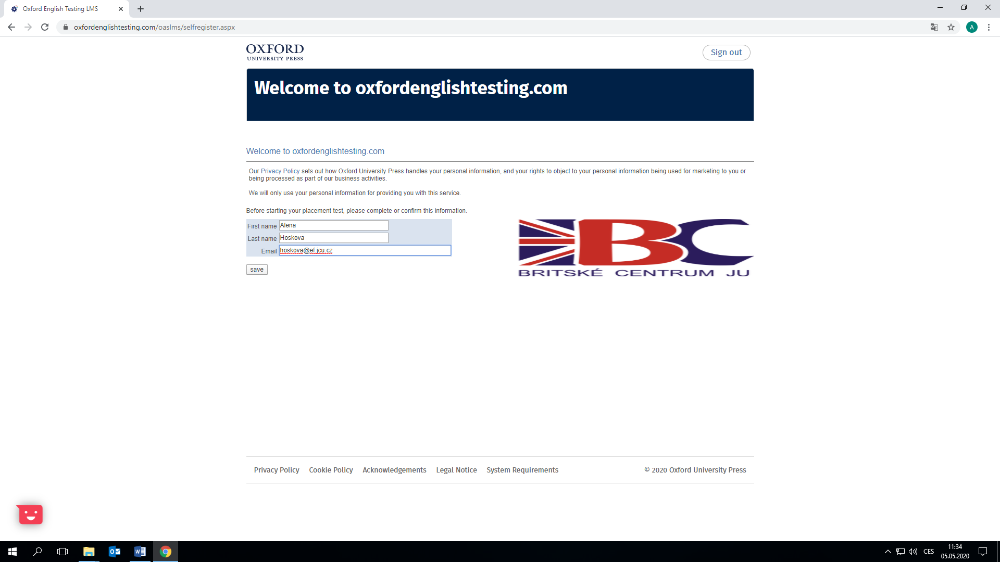 Oxford English Testing LMS
oxfordenglishtesting.com/oaslms/selfregister.aspx
A
OXFORD
UNIVERSITY PRESS
Sign out
Welcome to oxfordenglishtesting.com
Welcome to oxfordenglishtesting.com
Our Privacy Policy sets out how Oxford University Press handles your personal information, and your rights to object to your personal information being used for marketing to you or
being processed as part of our business activities.
We will only use your personal information for providing you with this service.
Before starting your placement test, please complete or confirm this information.
First name Alena
Last name Hoskova
Email hoskova@ef.jcu.cz
save
BC
BRITSKÉ CENTRUM JU
Privacy Policy Cookie Policy Acknowledgements Legal Notice System Requirements © 2020 Oxford University Press
CES
11:34
05.05.2020